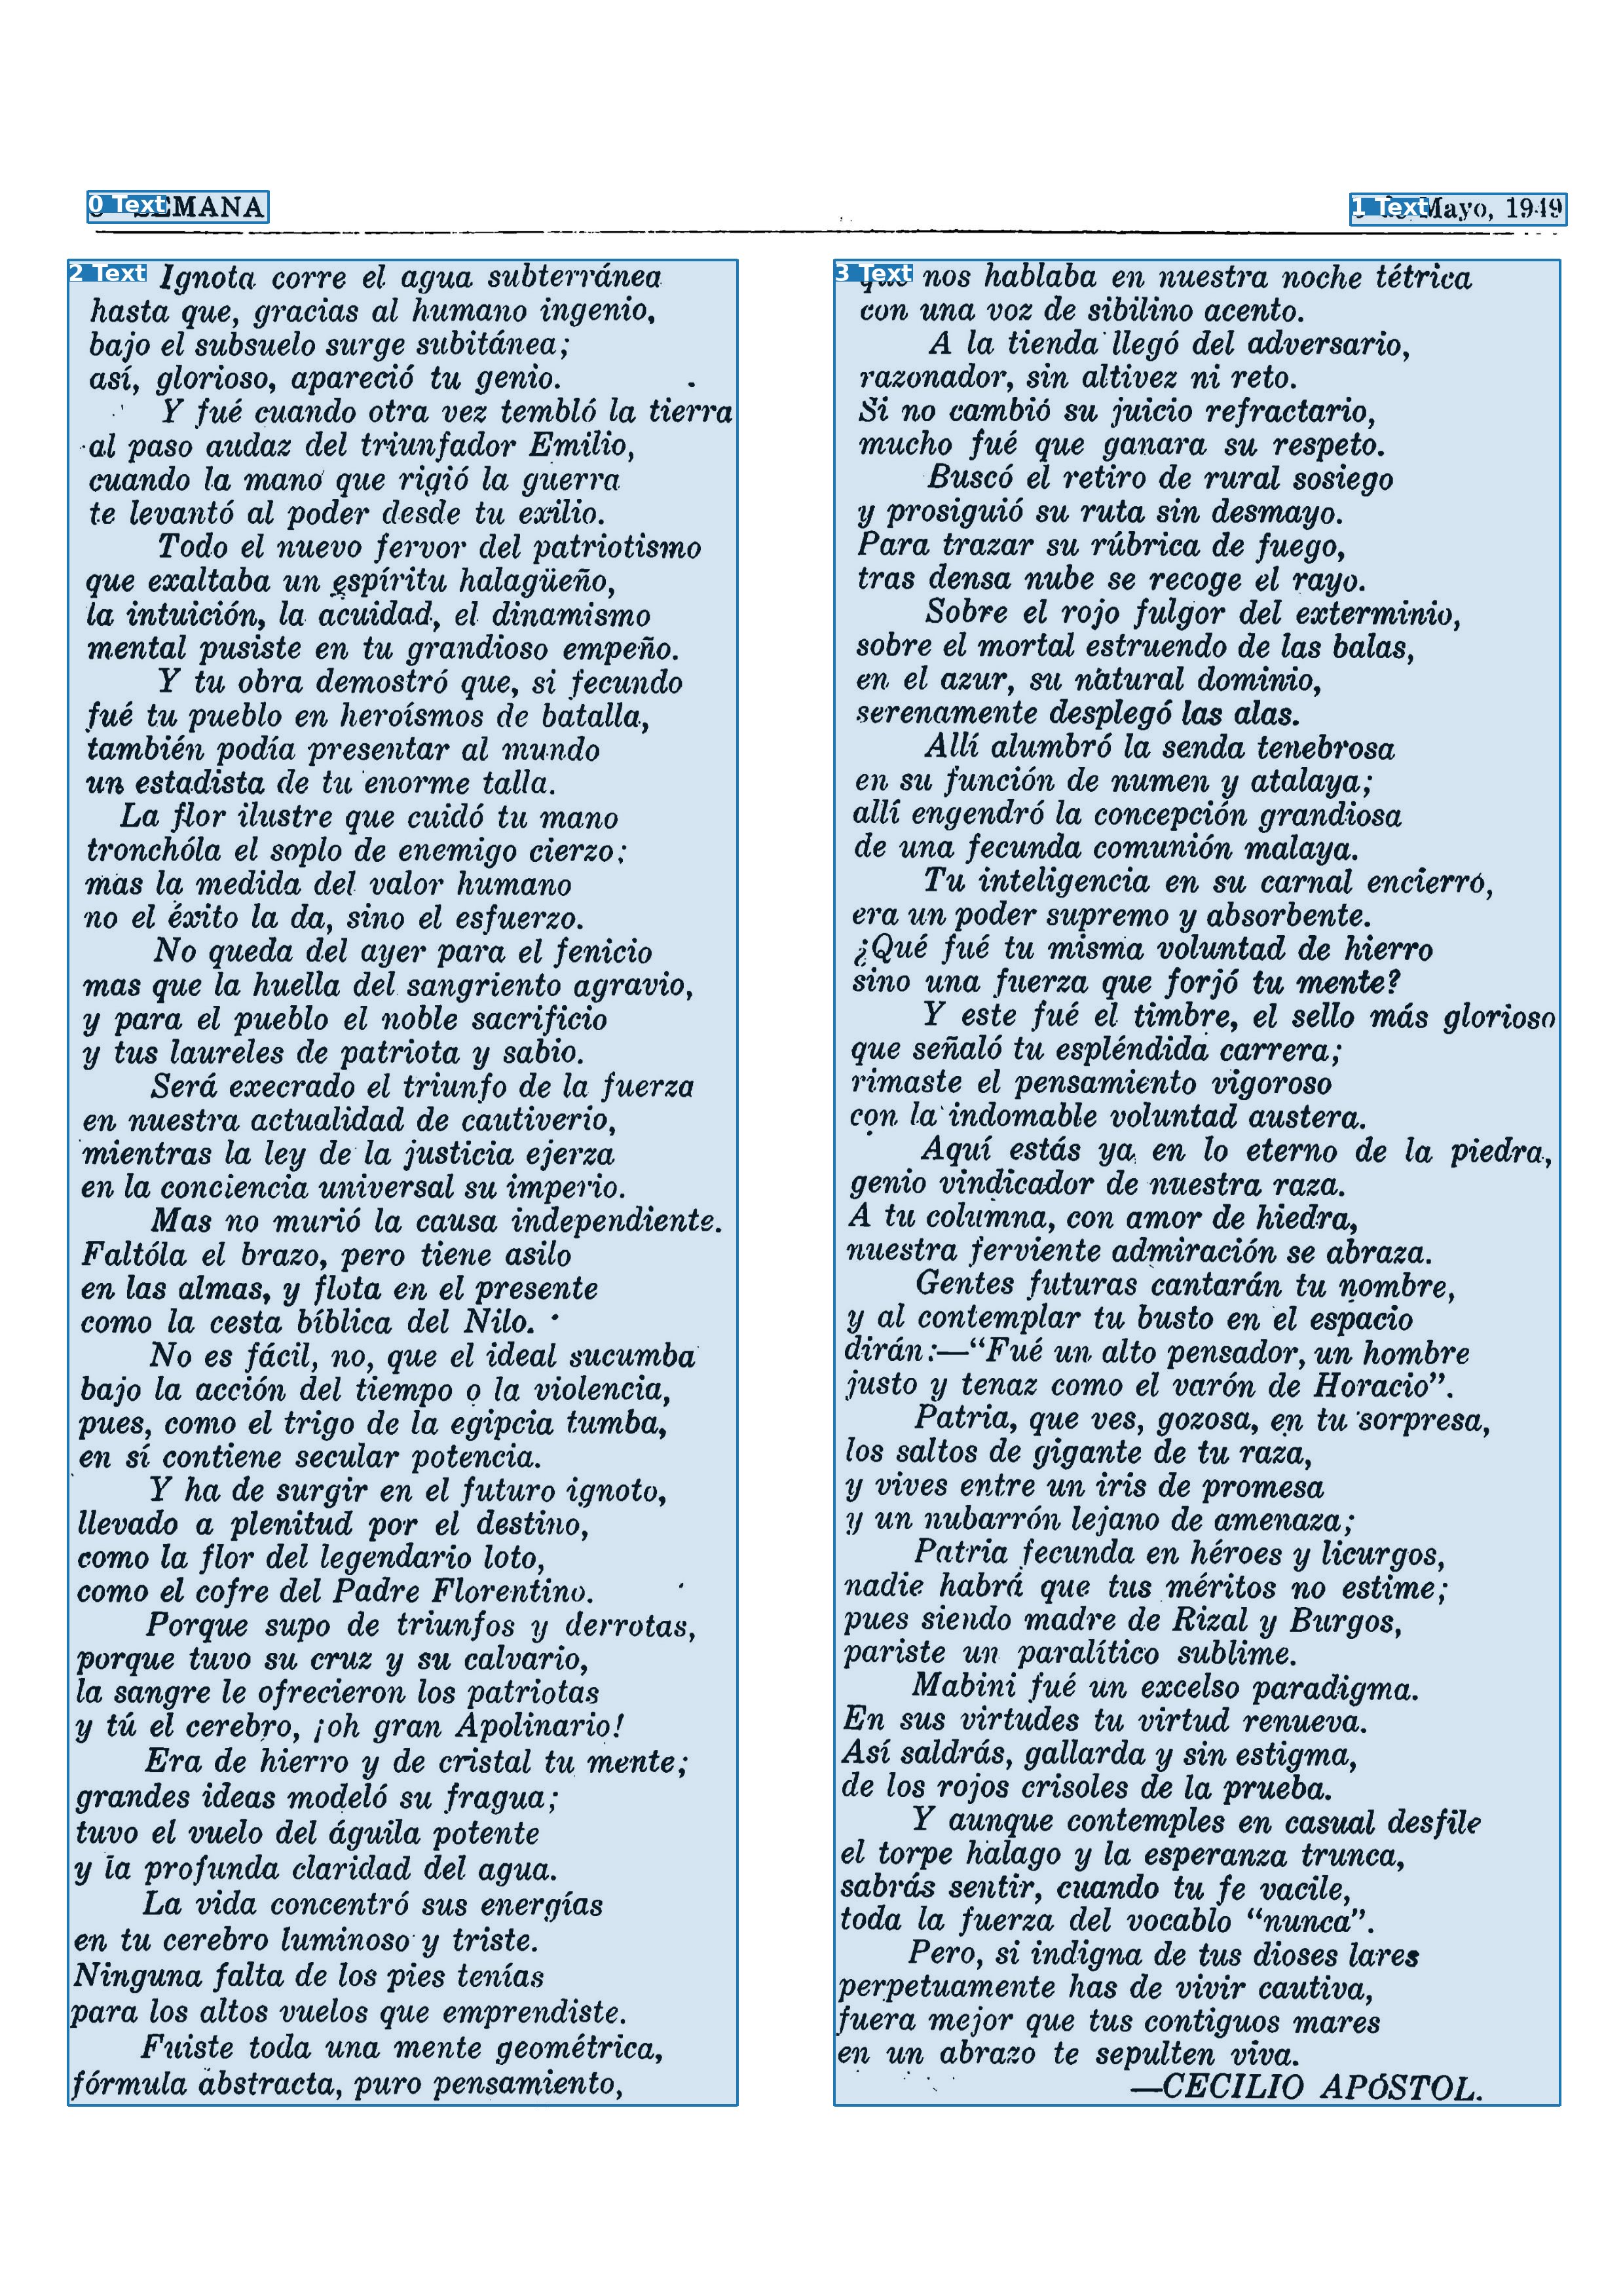 SEMANA
Mayo, 1949
Ignota corre el agua subterránea
hasta que, gracias al humano ingenio,
bajo el subsuelo surge subitánea;
así, glorioso, apareció tu genio.
Y fué cuando otra vez tembló la tierra
al paso audaz del triunfador Emilio,
cuando la mano que rigió la guerra
te levantó al poder desde tu exilio.
Todo el nuevo fervor del patriotismo
que exaltaba un espíritu halagüeño,
la intuición, la acuidad, el dinamismo
mental pusiste en tu grandioso empeño.
Y tu obra demostró que, si fecundo
fué tu pueblo en heroísmos de batalla,
también podía presentar al mundo
un estadista de tu enorme talla.
La flor ilustre que cuidó tu mano
tronchóla el soplo de enemigo cierzo;
mas la medida del valor humano
no el éxito la da, sino el esfuerzo.
No queda del ayer para el fenicio
mas que la huella del sangriento agravio,
y para el pueblo el noble sacrificio
y tus laureles de patriota y sabio.
Será execrado el triunfo de la fuerza
en nuestra actualidad de cautiverio,
mientras la ley de la justicia ejerza
en la conciencia universal su imperio.
Mas no murió la causa independiente.
Faltóla el brazo, pero tiene asilo
en las almas, y flota en el presente
como la cesta bíblica del Nilo.
No es fácil, no, que el ideal sucumba
bajo la acción del tiempo o la violencia,
pues, como el trigo de la egipcia tumba,
en sí contiene secular potencia.
Y ha de surgir en el futuro ignoto,
llevado a plenitud por el destino,
como la flor del legendario loto,
como el cofre del Padre Florentino.
Porque supo de triunfos y derrotas,
porque tuvo su cruz y su calvario,
la sangre le ofrecieron los patriotas
y tú el cerebro, ¡oh gran Apolinario!
Era de hierro y de cristal tu mente;
grandes ideas modeló su fragua;
tuvo el vuelo del águila potente
y la profunda claridad del agua.
La vida concentró sus energías
en tu cerebro luminoso y triste.
Ninguna falta de los pies tenías
para los altos vuelos que emprendiste.
Fuiste toda una mente geométrica,
fórmula abstracta, puro pensamiento,
que nos hablaba en nuestra noche tétrica
con una voz de sibilino acento.
A la tienda llegó del adversario,
razonador, sin altivez ni reto.
Si no cambió su juicio refractario,
mucho fué que ganara su respeto.
Buscó el retiro de rural sosiego
y prosiguió su ruta sin desmayo.
Para trazar su rúbrica de fuego,
tras densa nube se recoge el rayo.
Sobre el rojo fulgor del exterminio,
sobre el mortal estruendo de las balas,
en el azur, su natural dominio,
serenamente desplegó las alas.
Allí alumbró la senda tenebrosa
en su función de numen y atalaya;
allí engendró la concepción grandiosa
de una fecunda comunión malaya.
Tu inteligencia en su carnal encierro,
era un poder supremo y absorbente.
¿Qué fué tu misma voluntad de hierro
sino una fuerza que forjó tu mente?
Y este fué el timbre, el sello más glorioso
que señaló tu espléndida carrera;
rimaste el pensamiento vigoroso
con la indomable voluntad austera.
Aquí estás ya en lo eterno de la piedra,
genio vindicador de nuestra raza.
A tu columna, con amor de hiedra,
nuestra ferviente admiración se abraza.
Gentes futuras cantarán tu nombre,
y al contemplar tu busto en el espacio
dirán:—"Fué un alto pensador, un hombre
justo y tenaz como el varón de Horacio".
Patria, que ves, gozosa, en tu sorpresa,
los saltos de gigante de tu raza,
y vives entre un iris de promesa
y un nubarrón lejano de amenaza;
Patria fecunda en héroes y licurgos,
nadie habrá que tus méritos no estime;
pues siendo madre de Rizal y Burgos,
pariste un paralítico sublime.
Mabini fué un excelso paradigma.
En sus virtudes tu virtud renueva.
Así saldrás, gallarda y sin estigma,
de los rojos crisoles de la prueba.
Y aunque contemples en casual desfile
el torpe halago y la esperanza trunca,
sabrás sentir, cuando tu fe vacile,
toda la fuerza del vocablo "nunca".
Pero, si indigna de tus dioses lares
perpetuamente has de vivir cautiva,
fuera mejor que tus contiguos mares
en un abrazo te sepulten viva.
—CECILIO APÓSTOL.